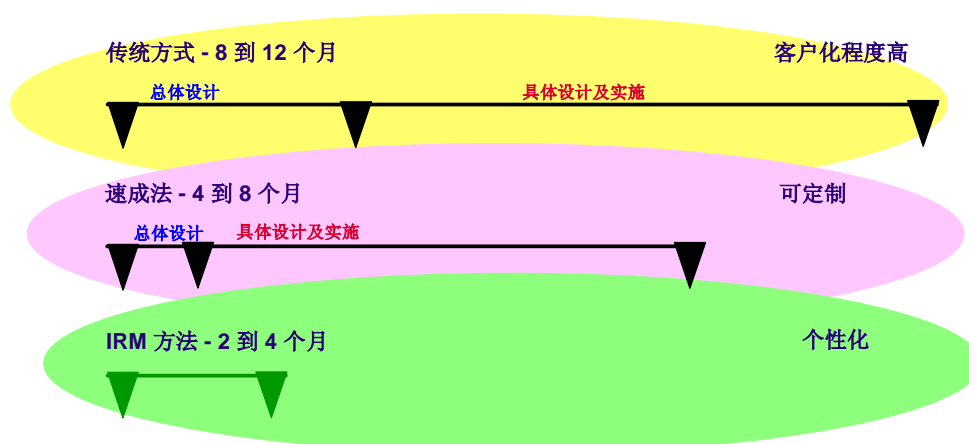 传统方式 - 8 到 12 个月
客户化程度高
总体设计
具体设计及实施
速成法 - 4 到 8 个月
可定制
总体设计
具体设计及实施
IRM 方法 - 2 到 4 个月
个性化